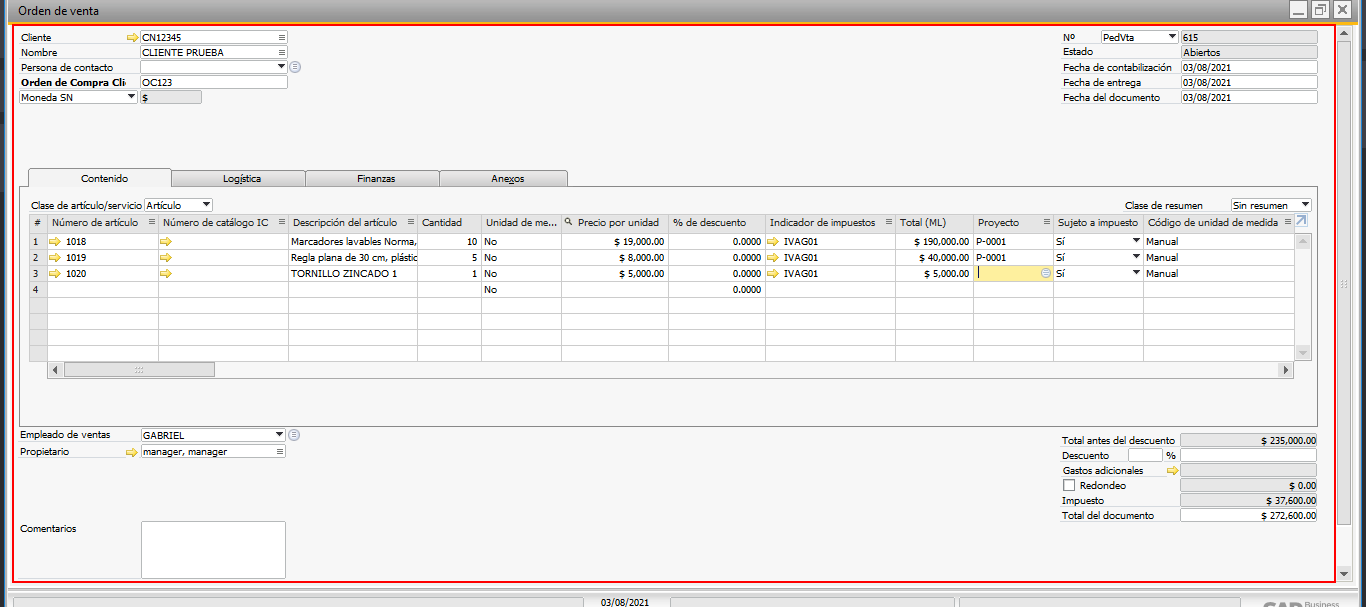 Orden de venta
Cliente CN12345
Nombre CLIENTE PRUEBA
Persona de contacto
Orden de Compra Cli OC123
Moneda SN $
Nº PedVta 615
Estado Abiertos
Fecha de contabilización 03/08/2021
Fecha de entrega 03/08/2021
Fecha del documento 03/08/2021
Contenido Logística Finanzas Anexos
Clase de artículo/servicio Artículo Clase de resumen Sin resumen
# Número de artículo Número de catálogo IC Descripción del artículo Cantidad Unidad de me... Precio por unidad % de descuento Indicador de impuestos Total (ML) Proyecto Sujeto a impuesto Código de unidad de medida
1 1018 Marcadores lavables Norma, 10 No $ 19,000.00 0.0000 IVAG01 $ 190,000.00 P-0001 Sí Manual
2 1019 Regla plana de 30 cm, plástic 5 No $ 8,000.00 0.0000 IVAG01 $ 40,000.00 P-0001 Sí Manual
3 1020 TORNILLO ZINCADO 1 1 No $ 5,000.00 0.0000 IVAG01 $ 5,000.00 Sí Manual
4 No 0.0000
Empleado de ventas GABRIEL
Propietario manager, manager
Comentarios
Total antes del descuento $ 235,000.00
Descuento %
Gastos adicionales
Redondeo $ 0.00
Impuesto $ 37,600.00
Total del documento $ 272,600.00
03/08/2021
Business